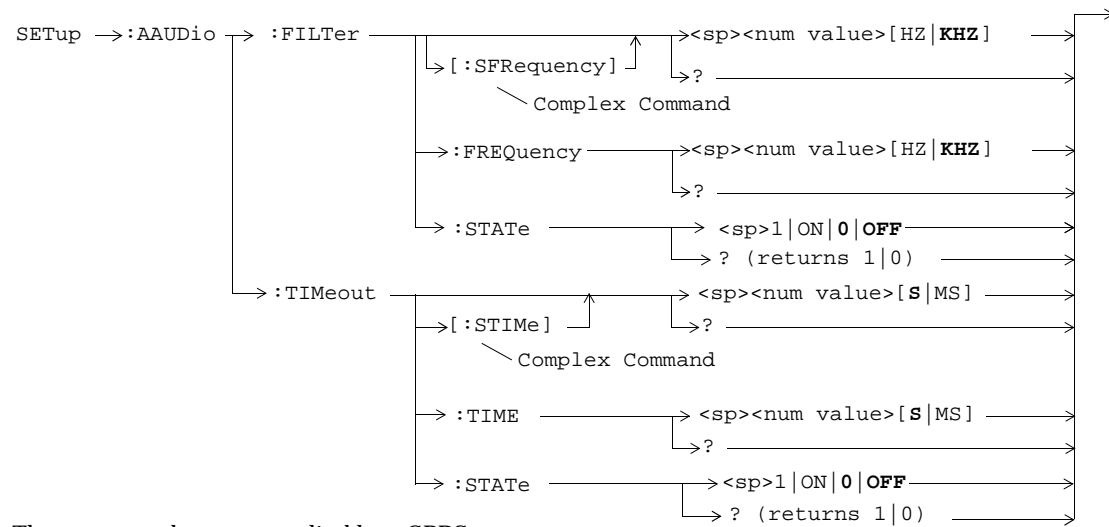 SETup :AAUDio :FILTer <sp><num value>[HZ|KHZ]
[:SFRequency] ?
Complex Command
:FREQuency <sp><num value>[HZ|KHZ]
?
:STATe <sp>1|ON|0|OFF
? (returns 1|0)
:TIMeout <sp><num value>[S|MS]
[:STIMe] ?
Complex Command
:TIME <sp><num value>[S|MS]
?
:STATe <sp>1|ON|0|OFF
? (returns 1|0)